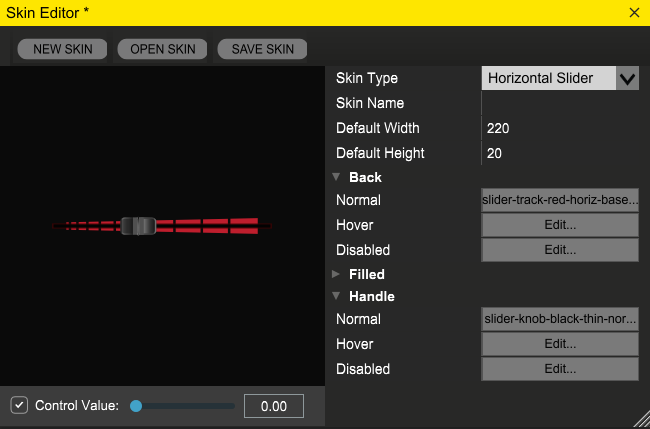 Skin Editor *
NEW SKIN OPEN SKIN SAVE SKIN
Skin Type Horizontal Slider
Skin Name
Default Width 220
Default Height 20
Back
Normal slider-track-red-horiz-base...
Hover Edit...
Disabled Edit...
Filled
Handle
Normal slider-knob-black-thin-nor...
Hover Edit...
Disabled Edit...
Control Value: 0.00